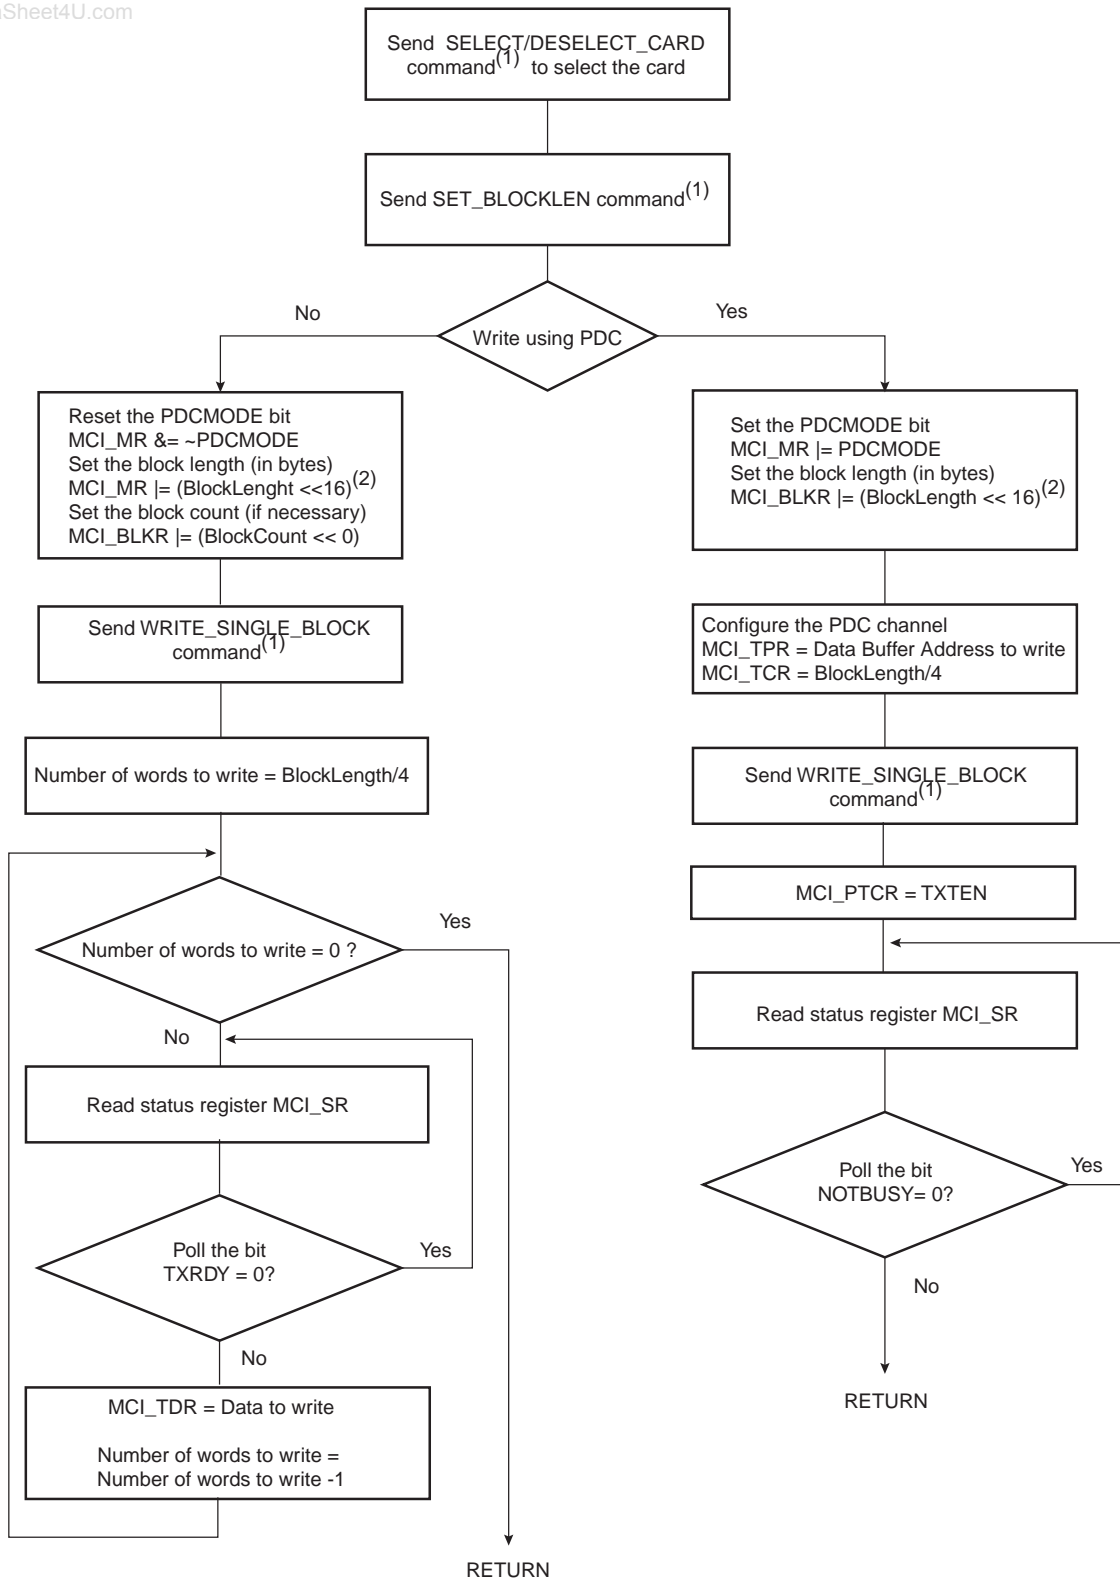 Sheet4U.com
Send SELECT/DESELECT_CARD
command(1) to select the card
Send SET_BLOCKLEN command(1)
Write using PDC
No
Yes
Reset the PDCMODE bit
MCI_MR &= ~PDCMODE
Set the block length (in bytes)
MCI_MR |= (BlockLenght <<16)(2)
Set the block count (if necessary)
MCI_BLKR |= (BlockCount << 0)
Send WRITE_SINGLE_BLOCK
command(1)
Number of words to write = BlockLength/4
Number of words to write = 0 ?
Yes
No
Read status register MCI_SR
Poll the bit
TXRDY = 0?
Yes
No
MCI_TDR = Data to write
Number of words to write =
Number of words to write -1
RETURN
Set the PDCMODE bit
MCI_MR |= PDCMODE
Set the block length (in bytes)
MCI_BLKR |= (BlockLength << 16)(2)
Configure the PDC channel
MCI_TPR = Data Buffer Address to write
MCI_TCR = BlockLength/4
Send WRITE_SINGLE_BLOCK
command(1)
MCI_PTCR = TXTEN
Read status register MCI_SR
Poll the bit
NOTBUSY= 0?
Yes
No
RETURN